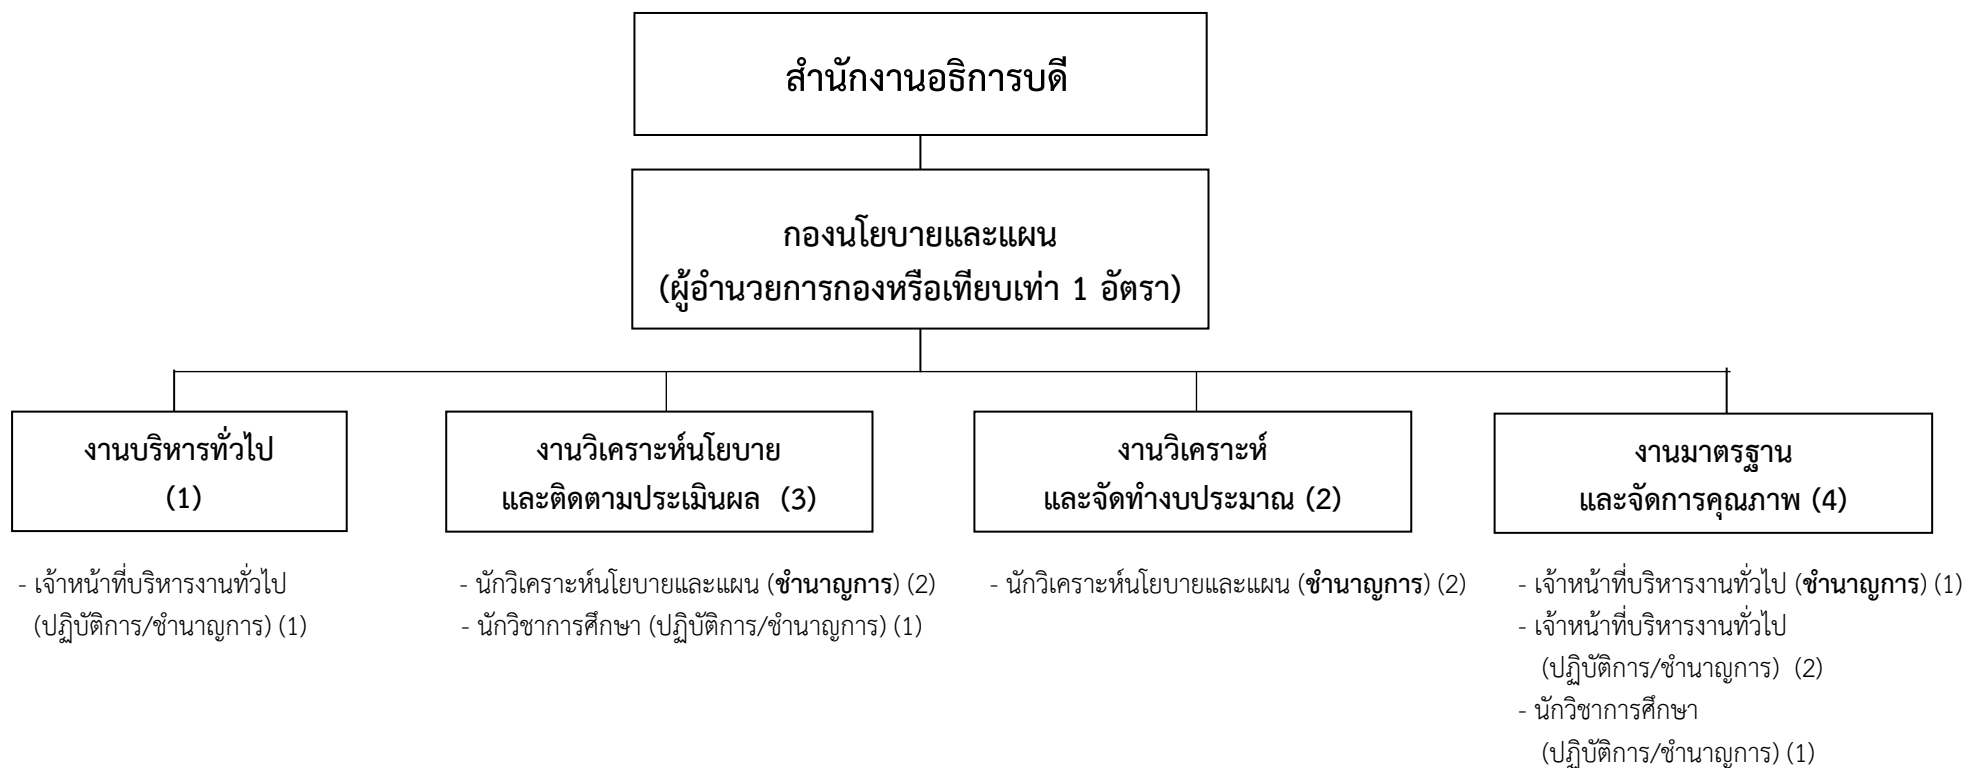 สำนักงานอธิการบดี
กองนโยบายและแผน
(ผู้อำนวยการกองหรือเทียบเท่า 1 อัตรา)
งานบริหารทั่วไป
(1)
- เจ้าหน้าที่บริหารงานทั่วไป
(ปฏิบัติการ/ชำนาญการ) (1)
งานวิเคราะห์นโยบาย
และติดตามประเมินผล (3)
- นักวิเคราะห์นโยบายและแผน (ชำนาญการ) (2)
- นักวิชาการศึกษา (ปฏิบัติการ/ชำนาญการ) (1)
งานวิเคราะห์
และจัดทำงบประมาณ (2)
- นักวิเคราะห์นโยบายและแผน (ชำนาญการ) (2)
งานมาตรฐาน
และจัดการคุณภาพ (4)
- เจ้าหน้าที่บริหารงานทั่วไป (ชำนาญการ) (1)
- เจ้าหน้าที่บริหารงานทั่วไป
(ปฏิบัติการ/ชำนาญการ) (2)
- นักวิชาการศึกษา
(ปฏิบัติการ/ชำนาญการ) (1)